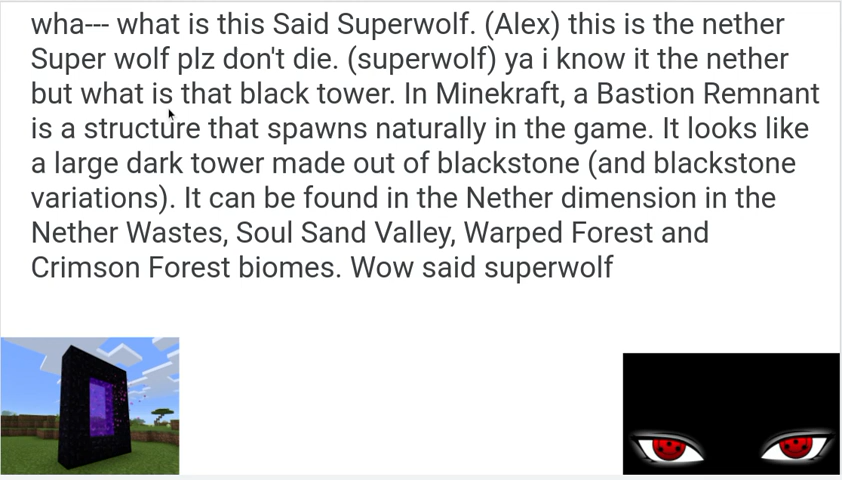 wha--- what is this Said Superwolf. (Alex) this is the nether
Super wolf plz don't die. (superwolf) ya i know it the nether
but what is that black tower. In Minekraft, a Bastion Remnant
is a structure that spawns naturally in the game. It looks like
a large dark tower made out of blackstone (and blackstone
variations). It can be found in the Nether dimension in the
Nether Wastes, Soul Sand Valley, Warped Forest and
Crimson Forest biomes. Wow said superwolf